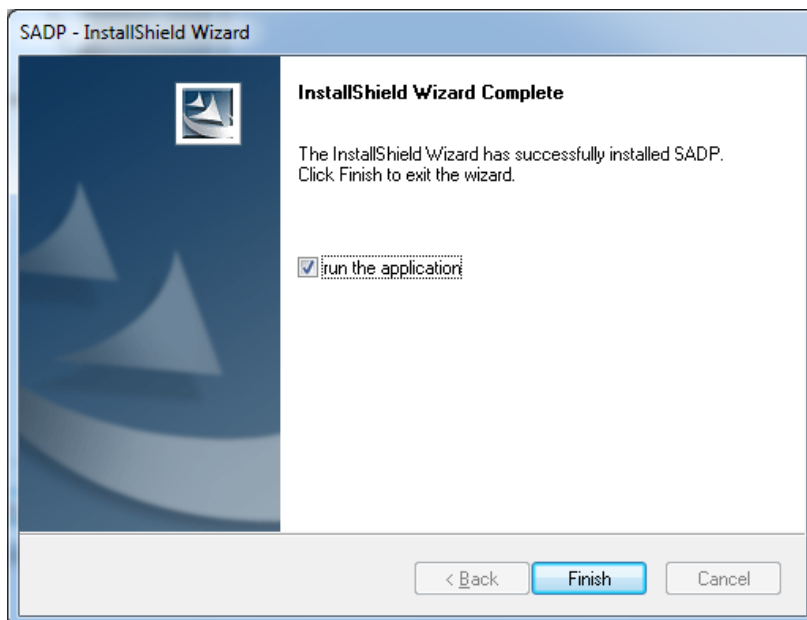 SADP - InstallShield Wizard
InstallShield Wizard Complete
The InstallShield Wizard has successfully installed SADP.
Click Finish to exit the wizard.
run the application
< Back
Finish
Cancel